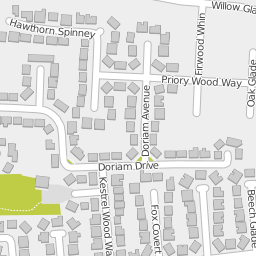 Willow Gla
Hawthorn Spinney
Firwood Whin
Priory Wood Way
Oak Glade
Doriam Avenue
Doriam Drive
Kestrel Wood Wa
Fox Covert
Beech Glade